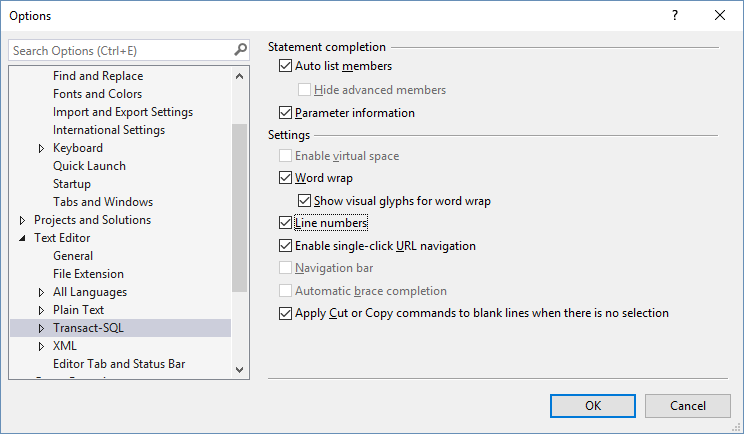 Options
?
Search Options (Ctrl+E)
Find and Replace
Fonts and Colors
Import and Export Settings
International Settings
Keyboard
Quick Launch
Startup
Tabs and Windows
Projects and Solutions
Text Editor
General
File Extension
All Languages
Plain Text
Transact-SQL
XML
Editor Tab and Status Bar
Statement completion
Auto list members
Hide advanced members
Parameter information
Settings
Enable virtual space
Word wrap
Show visual glyphs for word wrap
Line numbers
Enable single-click URL navigation
Navigation bar
Automatic brace completion
Apply Cut or Copy commands to blank lines when there is no selection
OK
Cancel